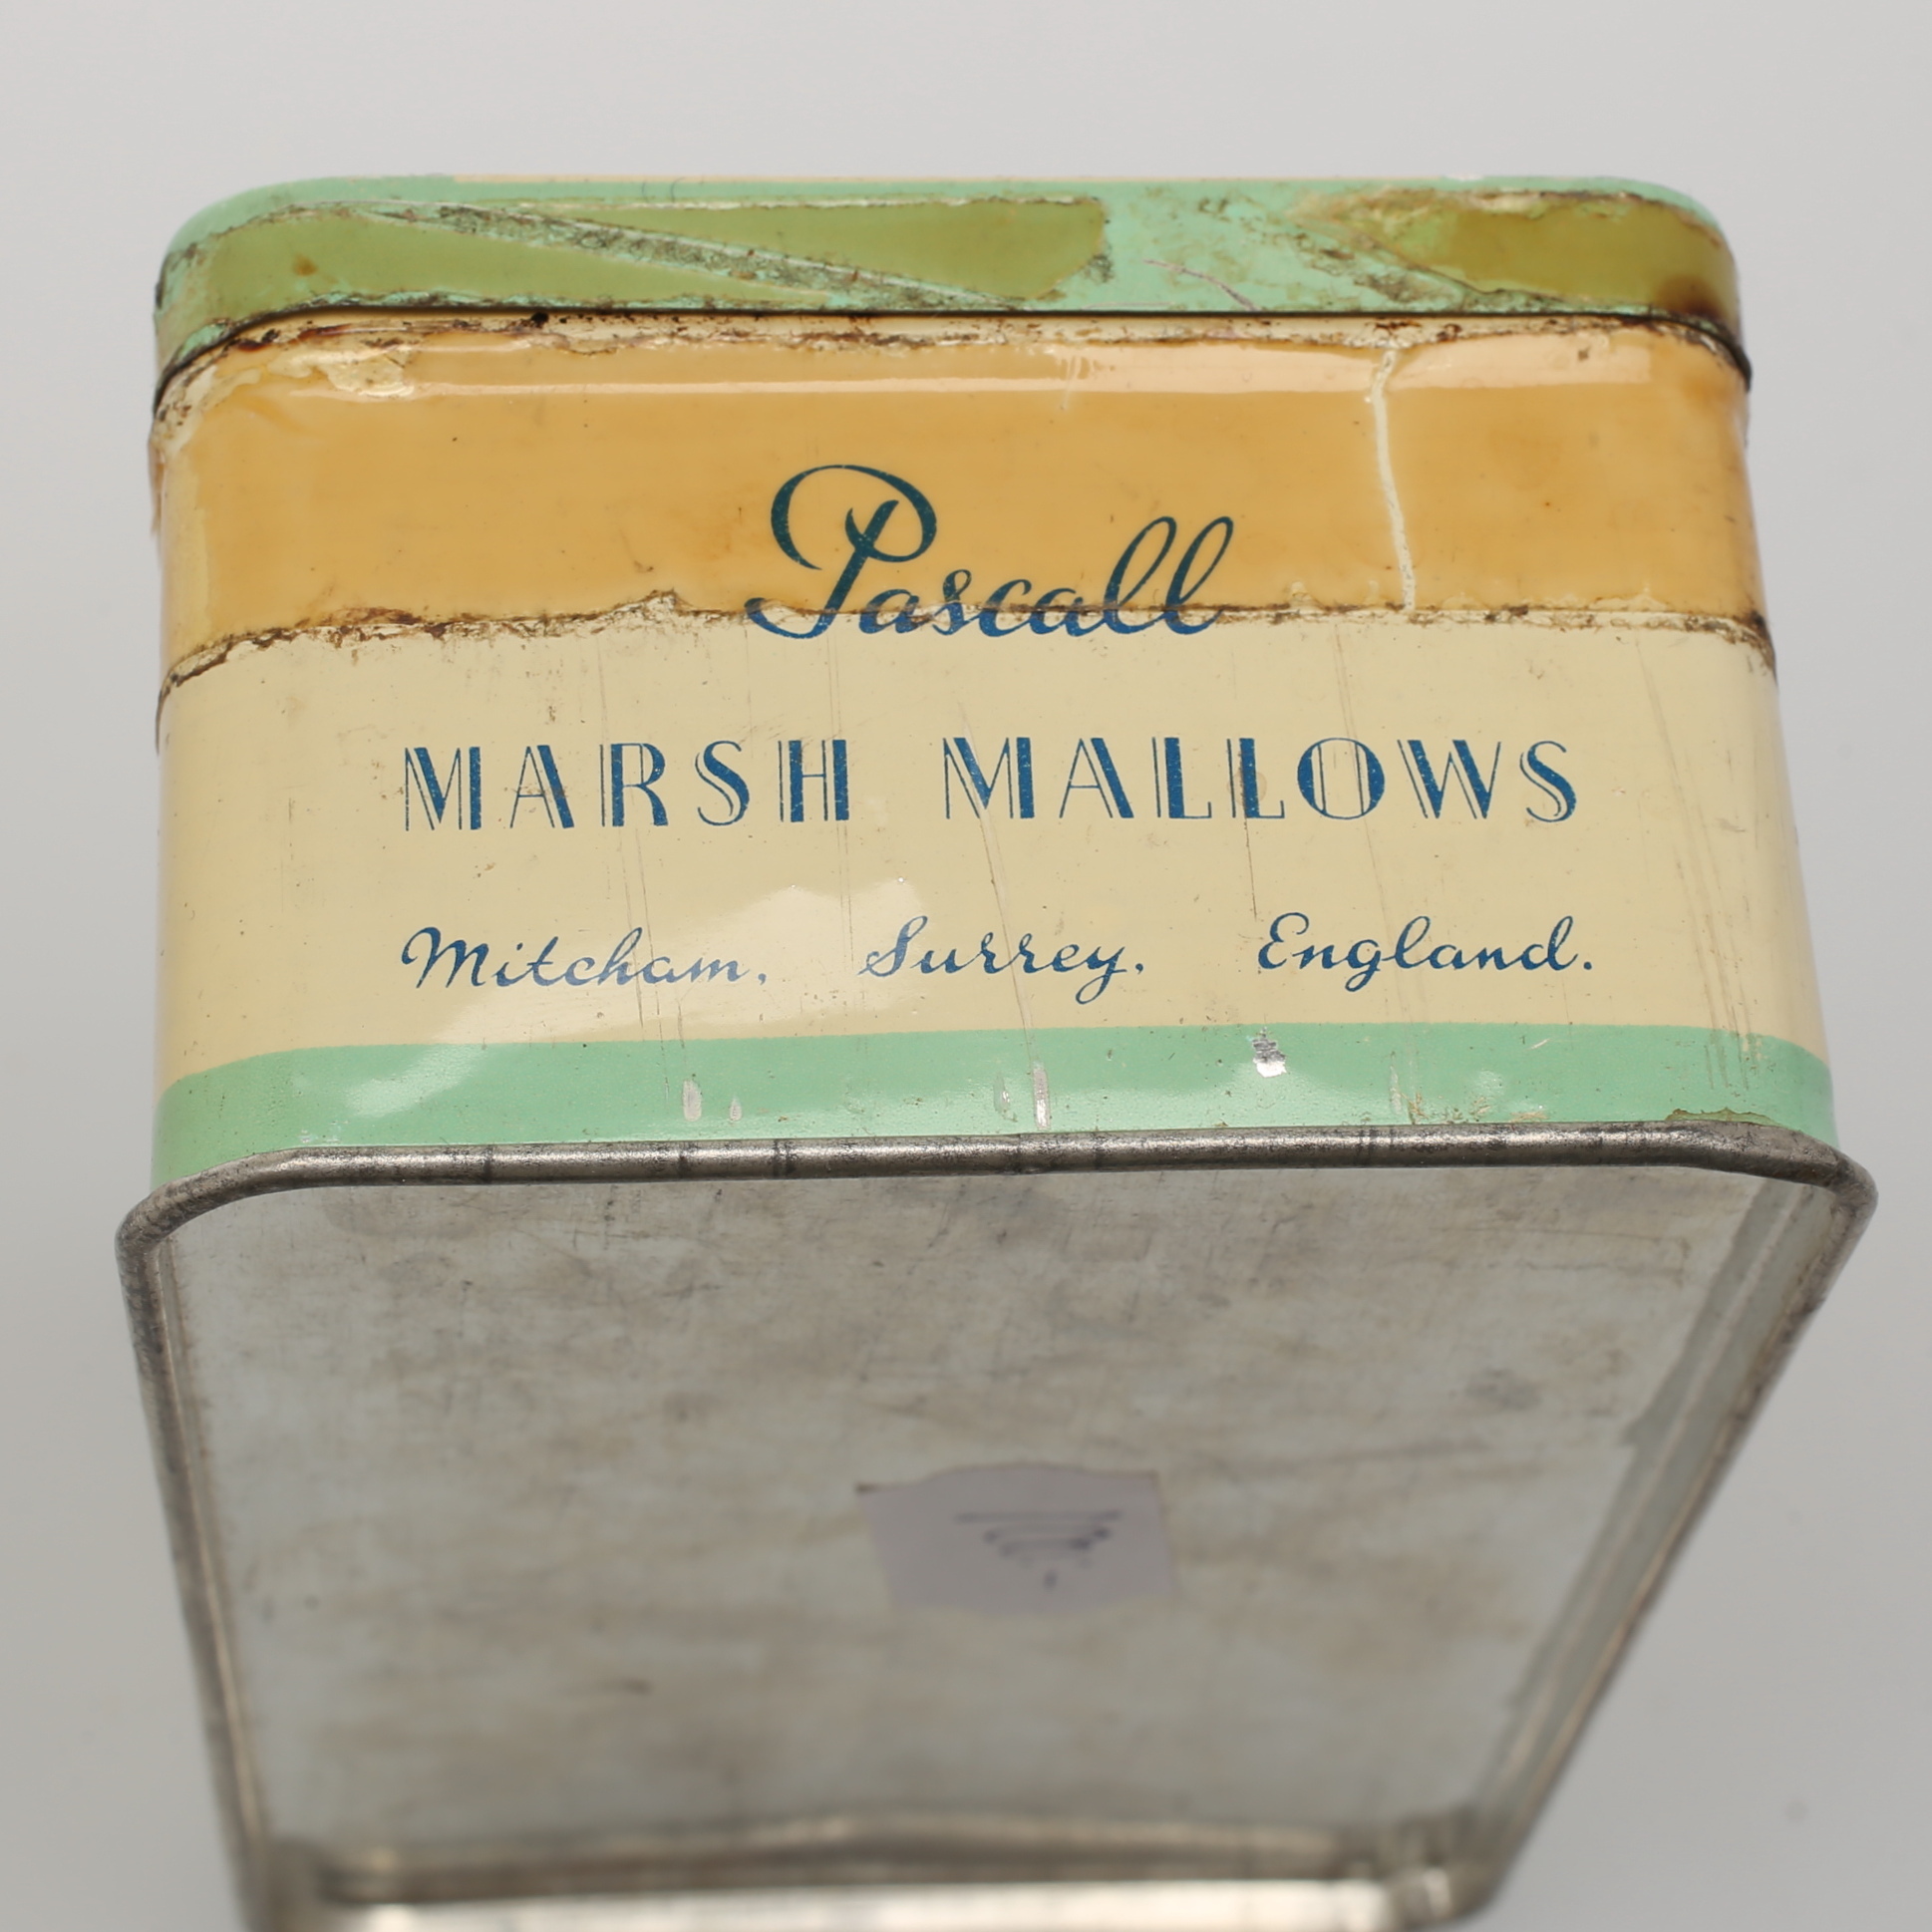 Pascall
MARSH MALLOWS
Mitcham, Surrey, England.